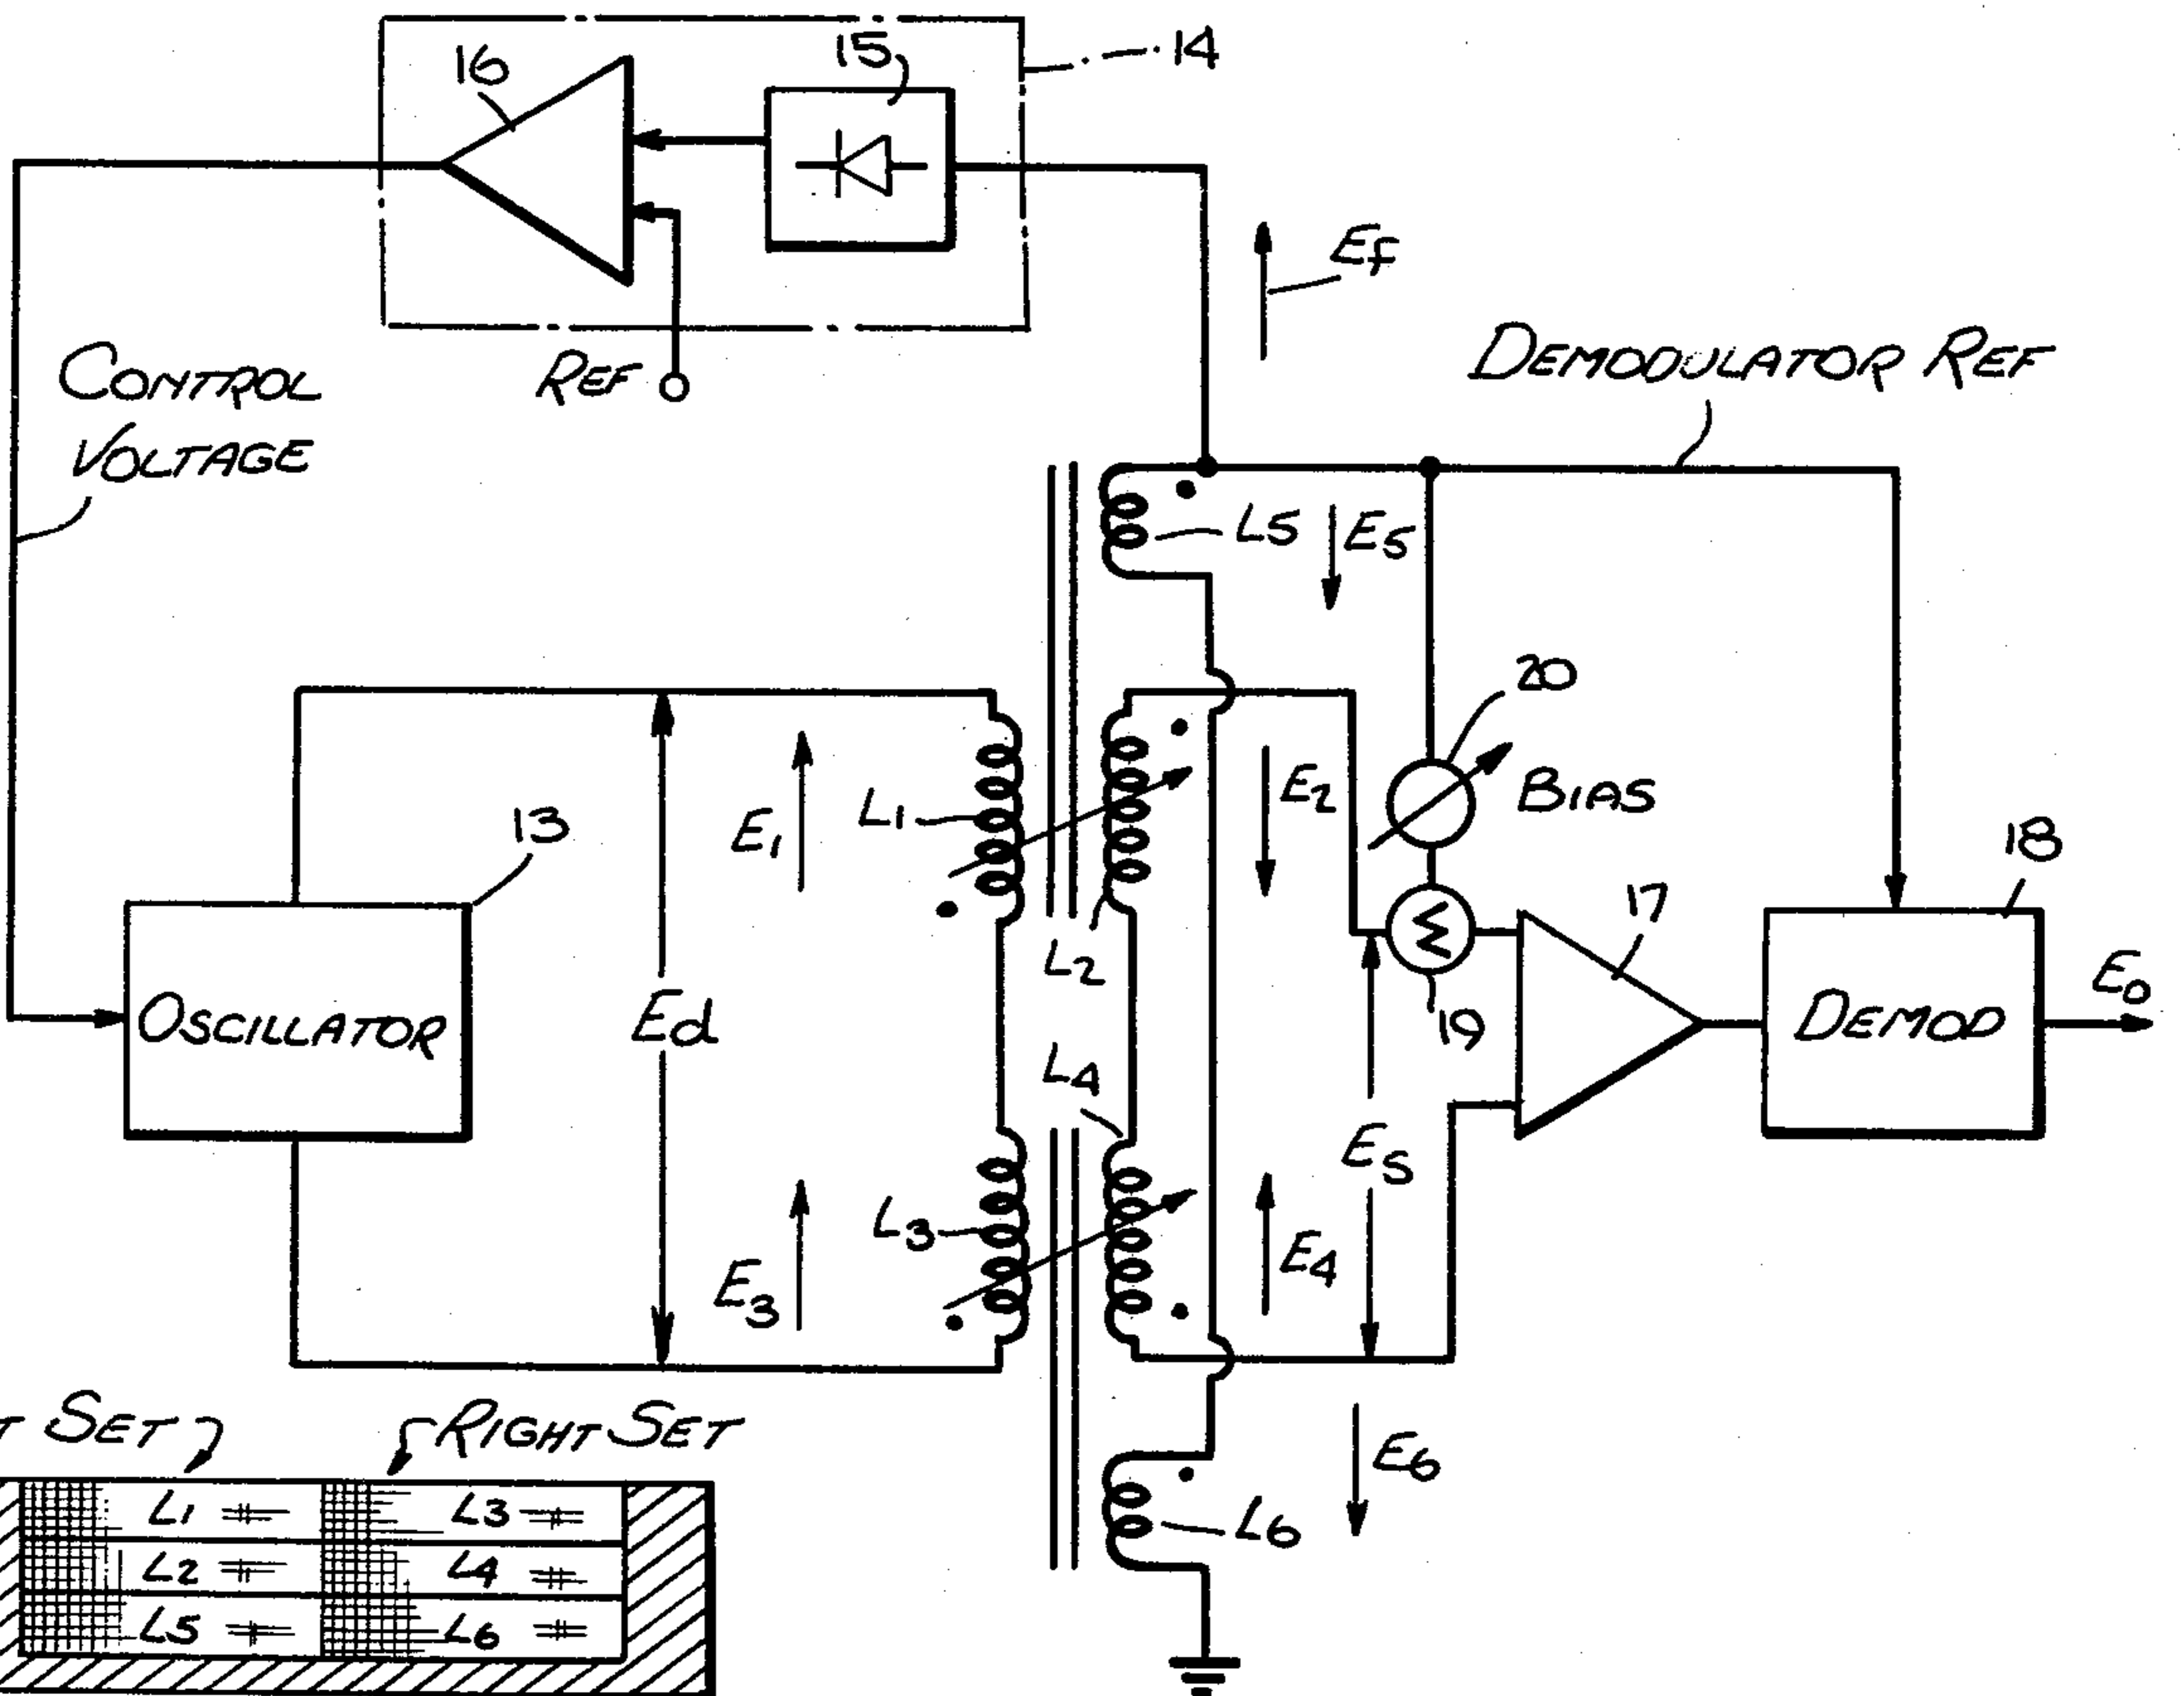 16
15
14
Ef
CONTROL
VOLTAGE
REF
DEMODULATOR REF
L5
E5
20
BIAS
13
E1
L1
E2
18
17
L2
19
Ed
OSCILLATOR
DEMOD
E0
L4
Es
L3
E3
E4
SET
RIGHT SET
E6
L6
L1
L3
L2
L4
L5
L6